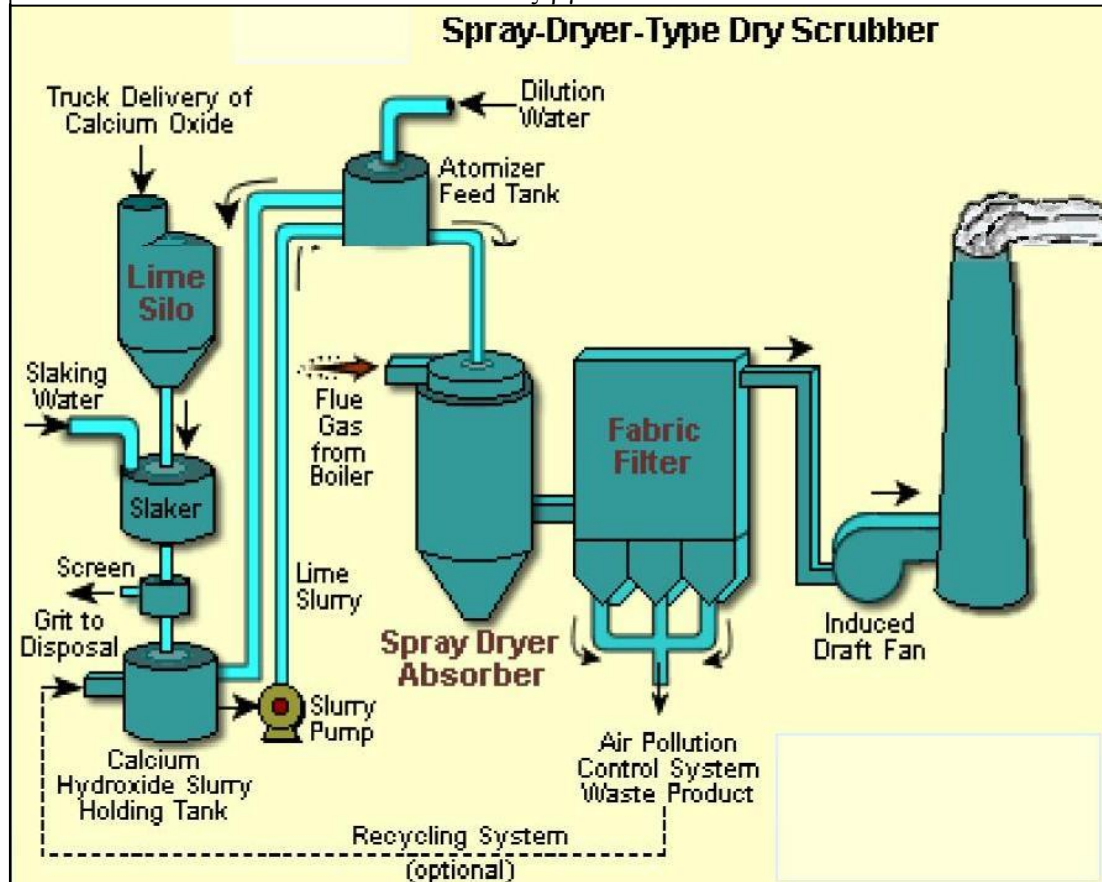 Spray-Dryer-Type Dry Scrubber
Truck Delivery of
Calcium Oxide
Dilution
Water
Atomizer
Feed Tank
Lime
Silo
Slaking
Water
Flue
Gas
from
Boiler
Fabric
Filter
Slaker
Screen
Lime
Slurry
Grit to
Disposal
Induced
Draft Fan
Spray Dryer
Absorber
Slurry
Pump
Calcium
Hydroxide Slurry
Holding Tank
Air Pollution
Control System
Waste Product
Recycling System
(optional)